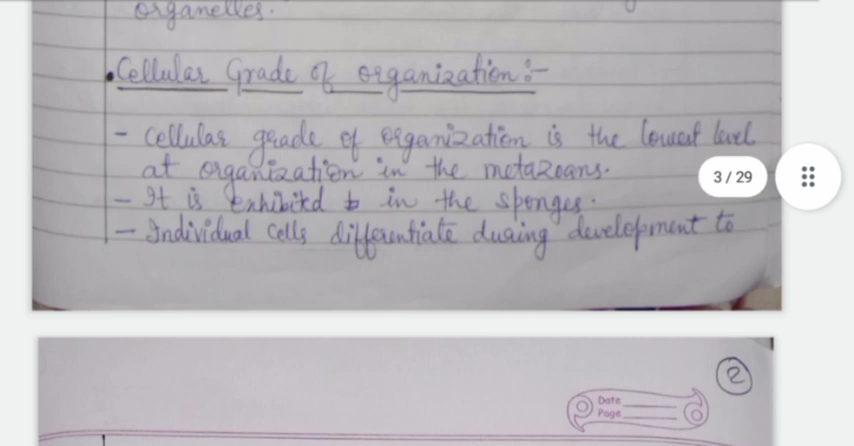 organelles.
• Cellular Grade of organization :-
- Cellular grade of organization is the lowest level
at organization in the metazoans.
- It is exhibited in the sponges.
- Individual Cells differentiate during development to
3 / 29
2
Date
Page